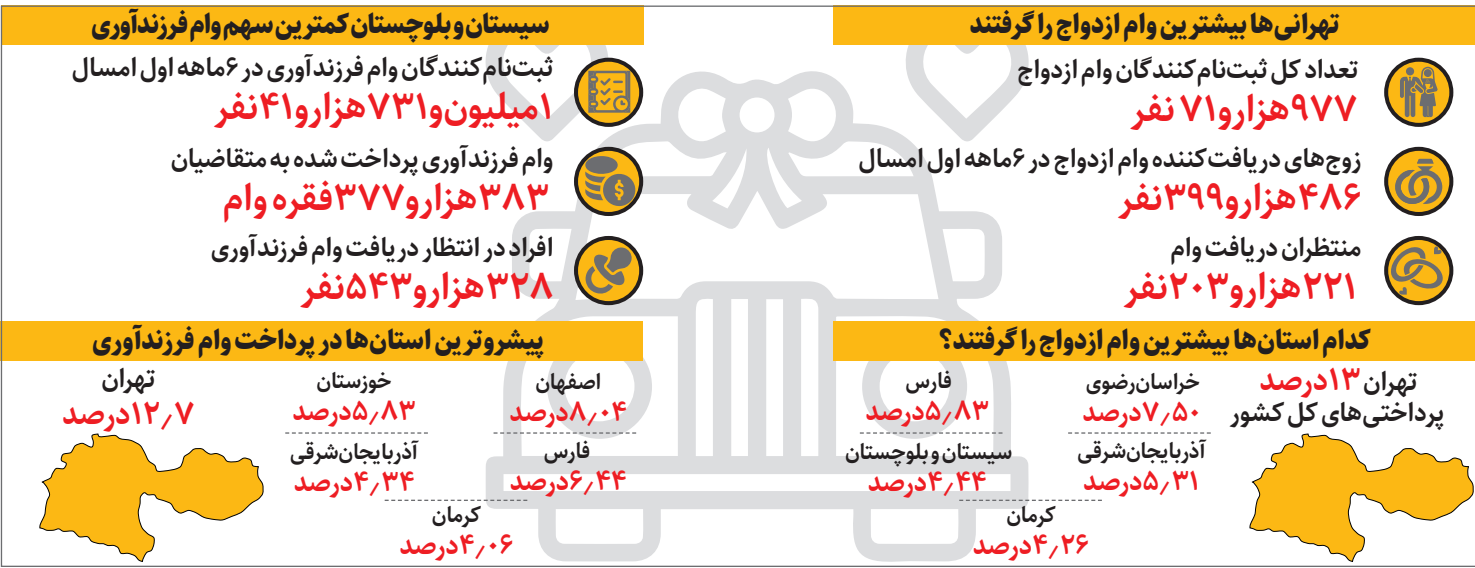 تهرانی‌ها بیشترین وام ازدواج را گرفتند
تعداد کل ثبت‌نام‌کنندگان وام ازدواج
۹۷۷هزارو۷۱ نفر
زوج‌های دریافت‌کننده وام ازدواج در ۶ماهه اول امسال
۴۸۶هزارو۳۹۹نفر
منتظران دریافت وام
۲۲۱هزارو۲۰۳نفر
کدام استان‌ها بیشترین وام ازدواج را گرفتند؟
تهران ۱۳درصد
پرداختی‌های کل کشور
خراسان‌رضوی
۷٫۵۰درصد
فارس
۵٫۸۳درصد
آذربایجان‌شرقی
۵٫۳۱درصد
سیستان‌وبلوچستان
۴٫۴۴درصد
کرمان
۴٫۲۶درصد
سیستان‌وبلوچستان کمترین سهم وام فرزندآوری
ثبت‌نام‌کنندگان وام فرزندآوری در ۶ماهه اول امسال
۱میلیون‌و۷۳۱هزارو۴۱نفر
وام فرزندآوری پرداخت شده به متقاضیان
۳۸۳هزارو۳۷۷فقره وام
افراد در انتظار دریافت وام فرزندآوری
۳۲۸هزارو۵۴۳نفر
پیشروترین استان‌ها در پرداخت وام فرزندآوری
اصفهان
۸٫۰۴درصد
خوزستان
۵٫۸۳درصد
تهران
۱۲٫۷درصد
فارس
۶٫۴۴درصد
آذربایجان‌شرقی
۴٫۳۴درصد
کرمان
۴٫۰۶درصد